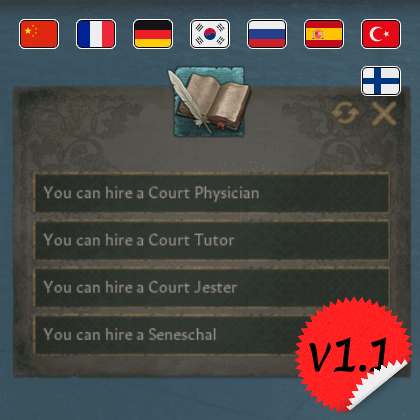 You can hire a Court Physician
You can hire a Court Tutor
You can hire a Court Jester
You can hire a Seneschal
v1.1